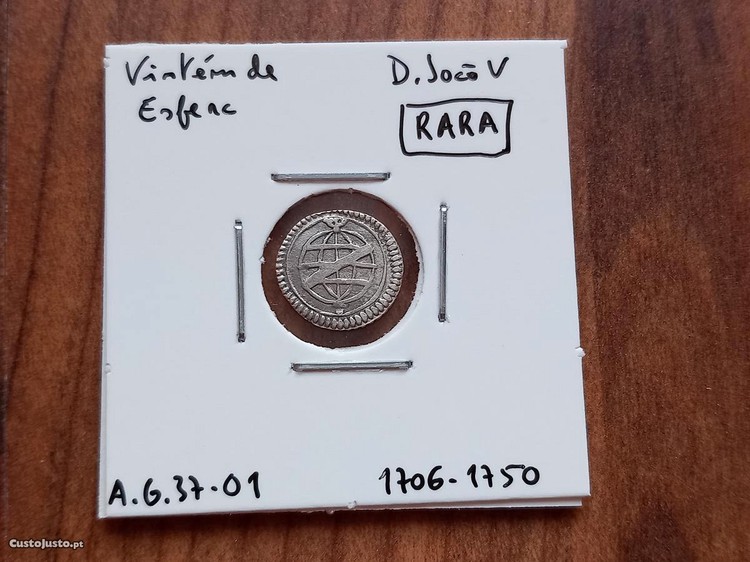 Vintém de
Esfera
D. João V
RARA
A.G.37-01
1706-1750
CustoJusto.pt